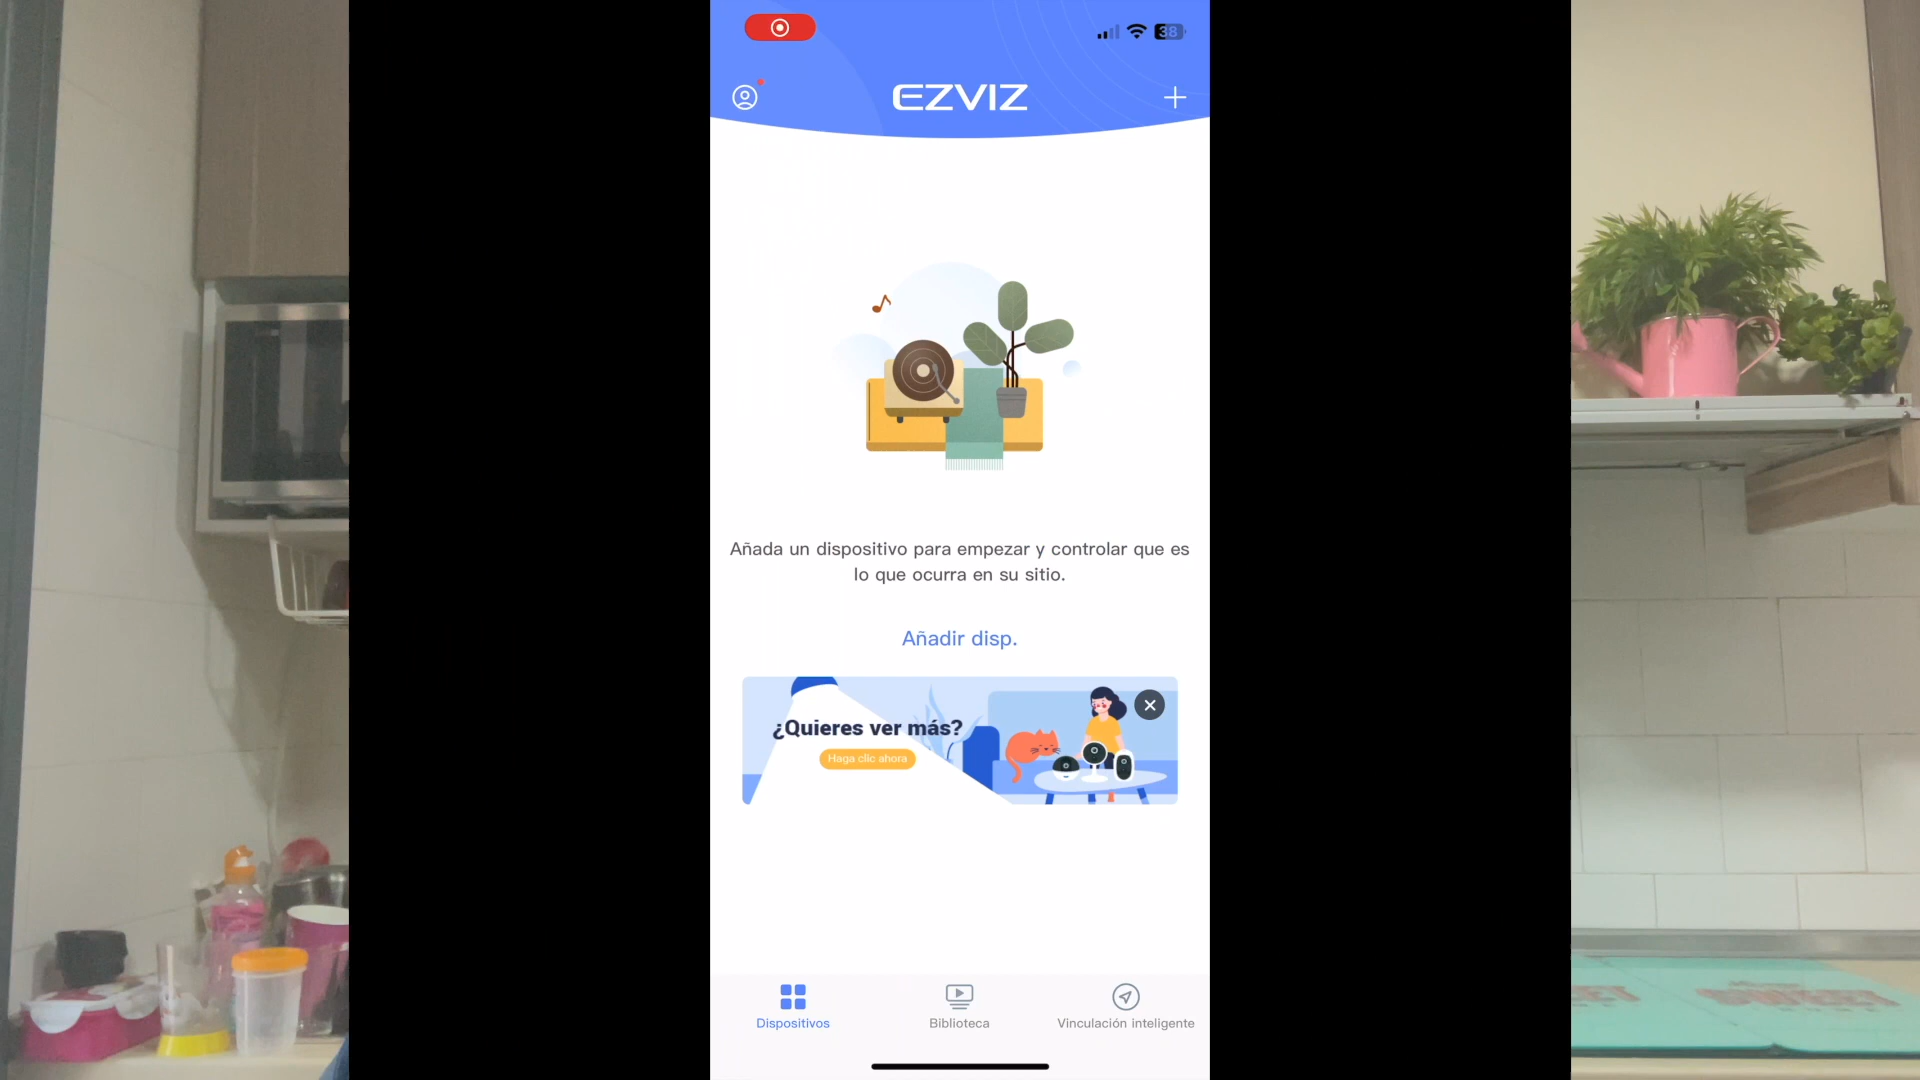 38
EZVIZ
Añada un dispositivo para empezar y controlar que es
lo que ocurra en su sitio.
Añadir disp.
¿Quieres ver más?
Haga clic ahora
Dispositivos
Biblioteca
Vinculación inteligente